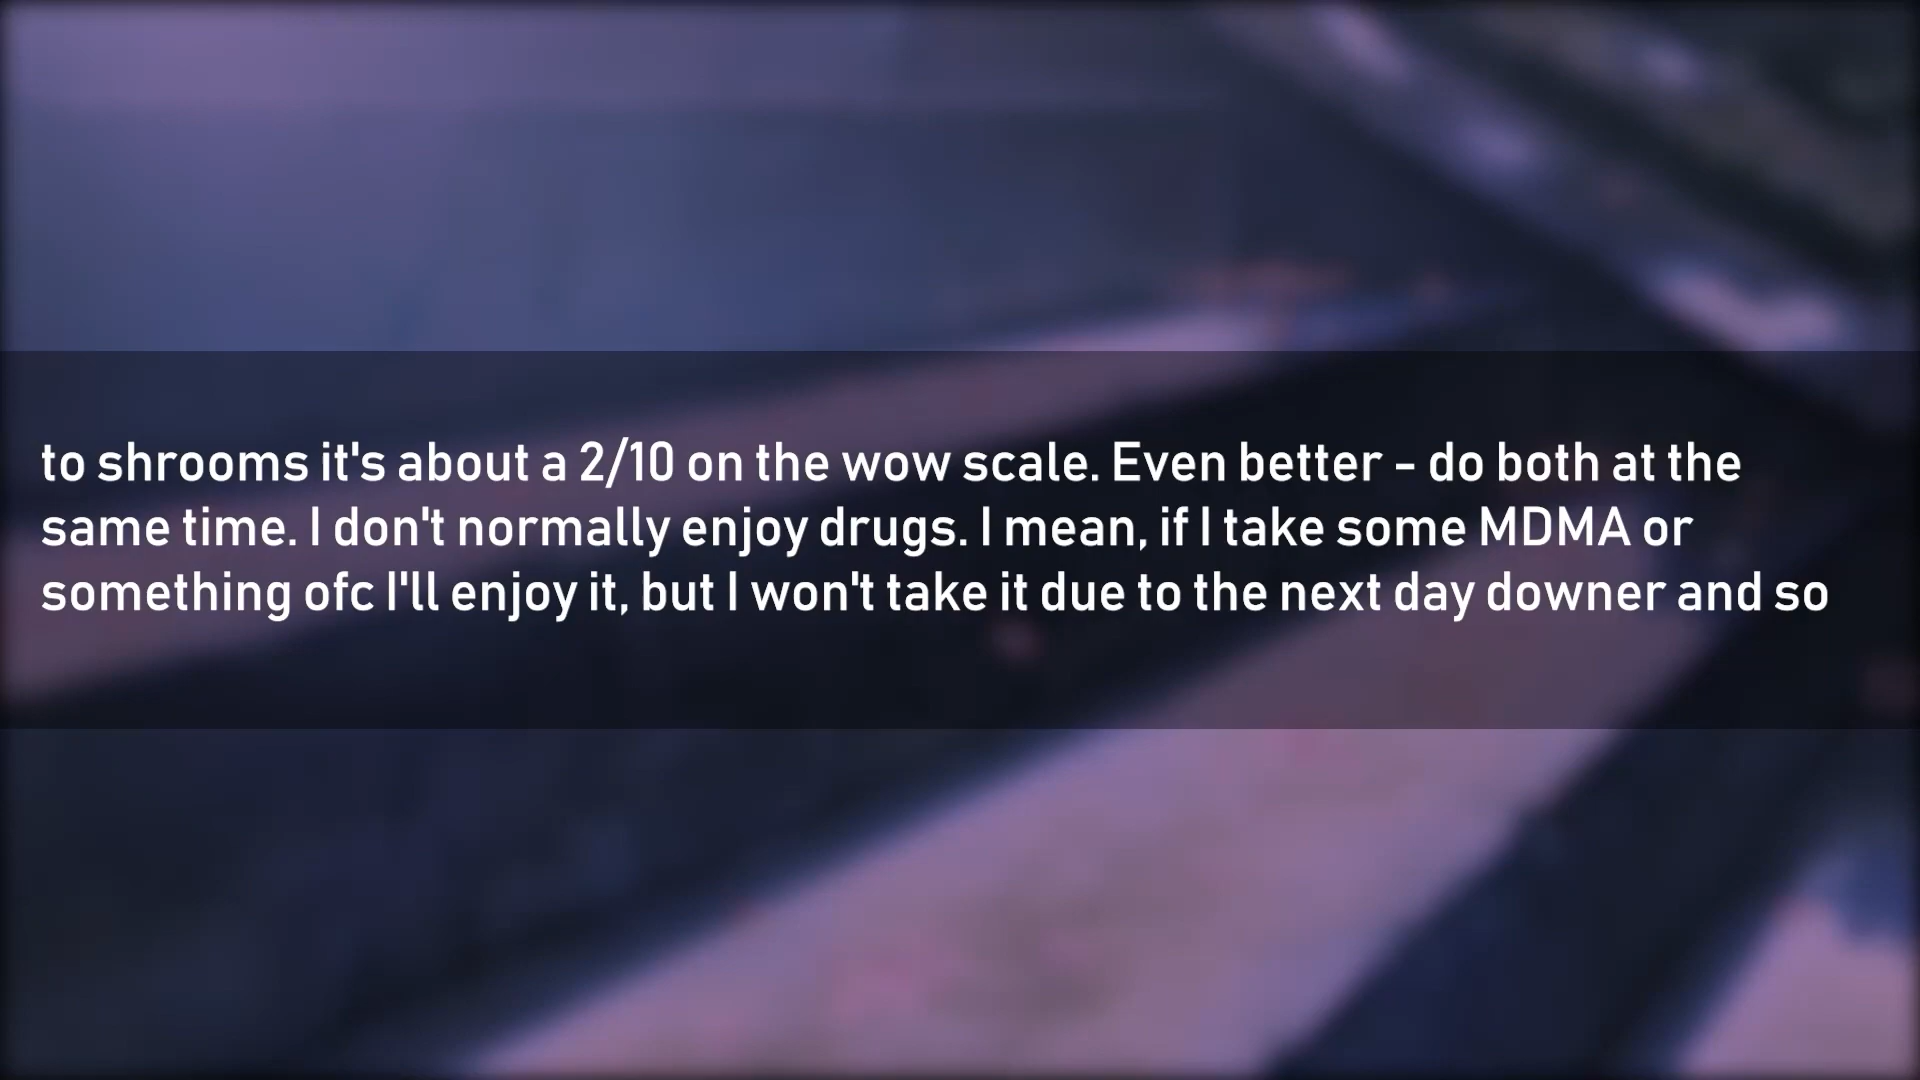 to shrooms it's about a 2/10 on the wow scale. Even better - do both at the
same time. I don't normally enjoy drugs. I mean, if I take some MDMA or
something ofc I'll enjoy it, but I won't take it due to the next day downer and so